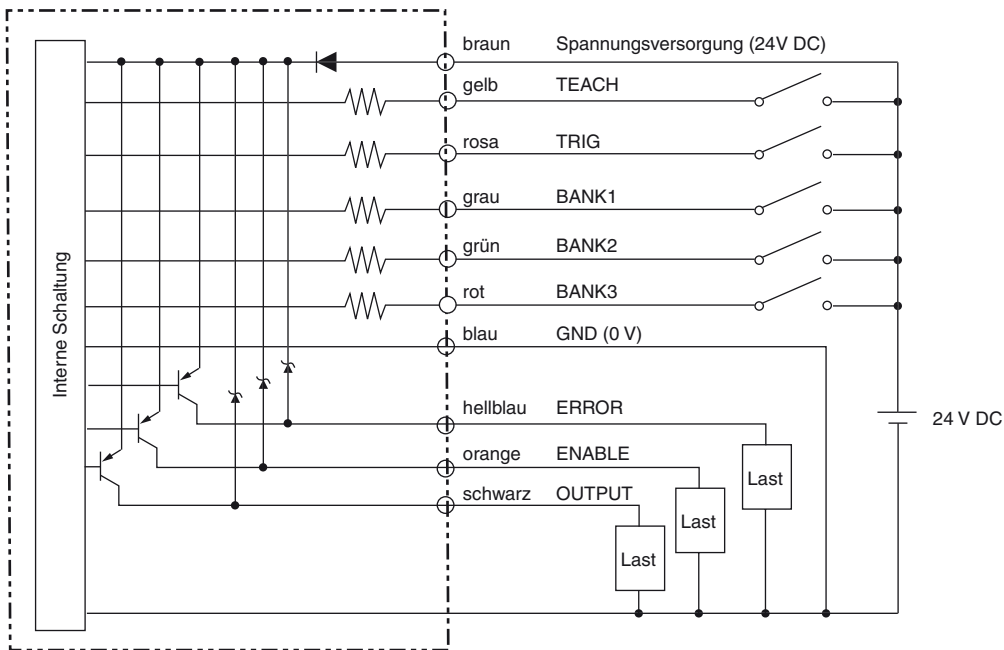 braun Spannungsversorgung (24V DC)
gelb TEACH
rosa TRIG
grau BANK1
grün BANK2
rot BANK3
blau GND (0 V)
Interne Schaltung
hellblau ERROR
24 V DC
orange ENABLE
Last
schwarz OUTPUT
Last
Last